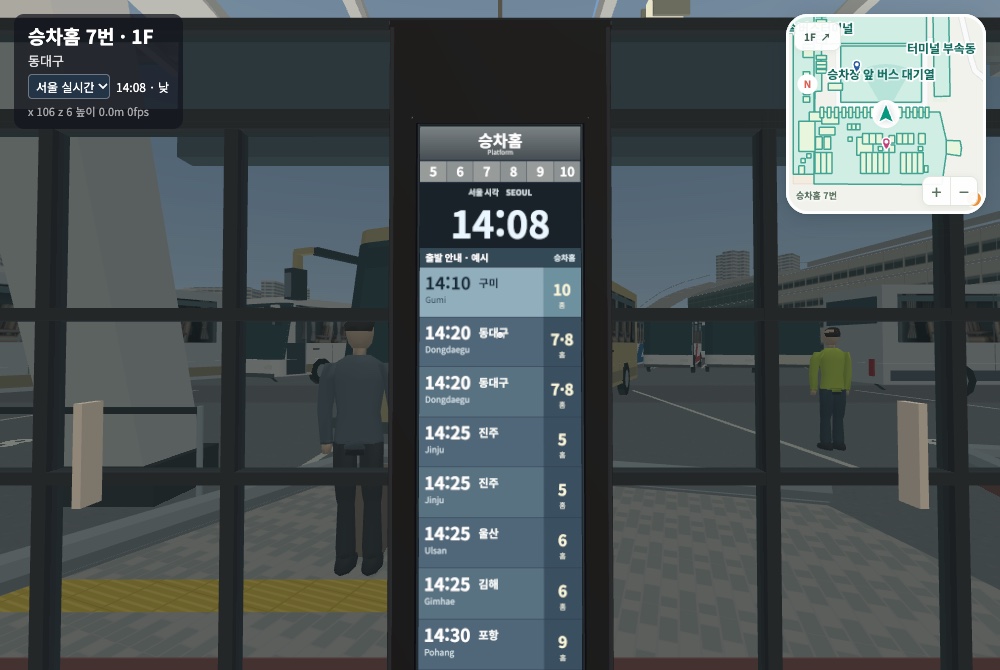 승차홈 7번 · 1F
동대구
서울 실시간
14:08 · 낮
x 106 z 6 높이 0.0m 0fps
1F ↗
터미널 부속동
승차장 앞 버스 대기열
N
승차홈 7번
+ −
승차홈
Platform
5 6 7 8 9 10
서울 시각 SEOUL
14:08
출발 안내 · 예시 승차홈
14:10 구미 10
Gumi 홈
14:20 동대구 7·8
Dongdaegu 홈
14:20 동대구 7·8
Dongdaegu 홈
14:25 진주 5
Jinju 홈
14:25 진주 5
Jinju 홈
14:25 울산 6
Ulsan 홈
14:25 김해 6
Gimhae 홈
14:30 포항 9
Pohang 홈